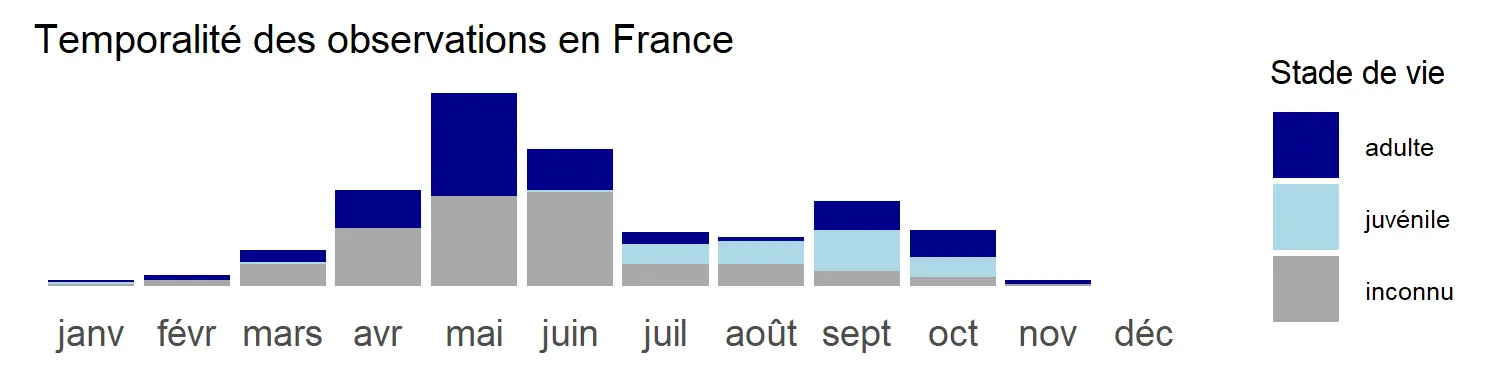 Temporalité des observations en France
Stade de vie
adulte
juvénile
inconnu
janv févr mars avr mai juin juil août sept oct nov déc